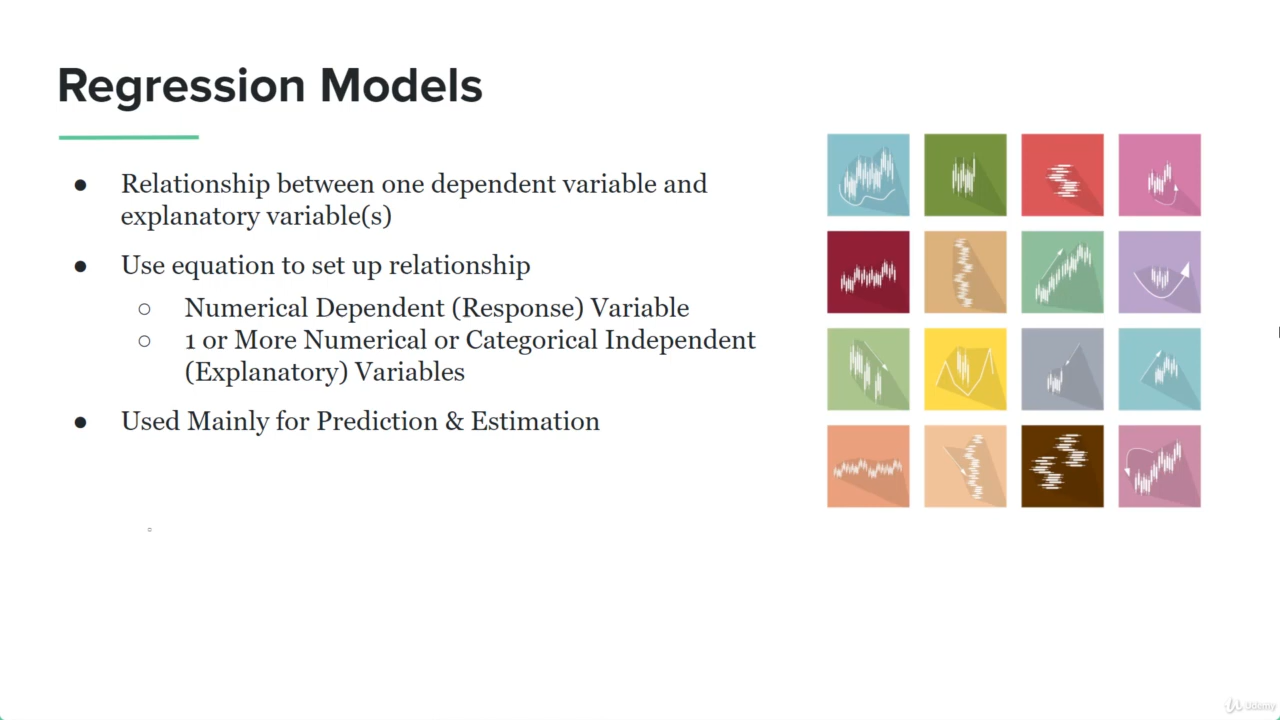 Regression Models
● Relationship between one dependent variable and
explanatory variable(s)
● Use equation to set up relationship
○ Numerical Dependent (Response) Variable
○ 1 or More Numerical or Categorical Independent
(Explanatory) Variables
● Used Mainly for Prediction & Estimation
Udemy